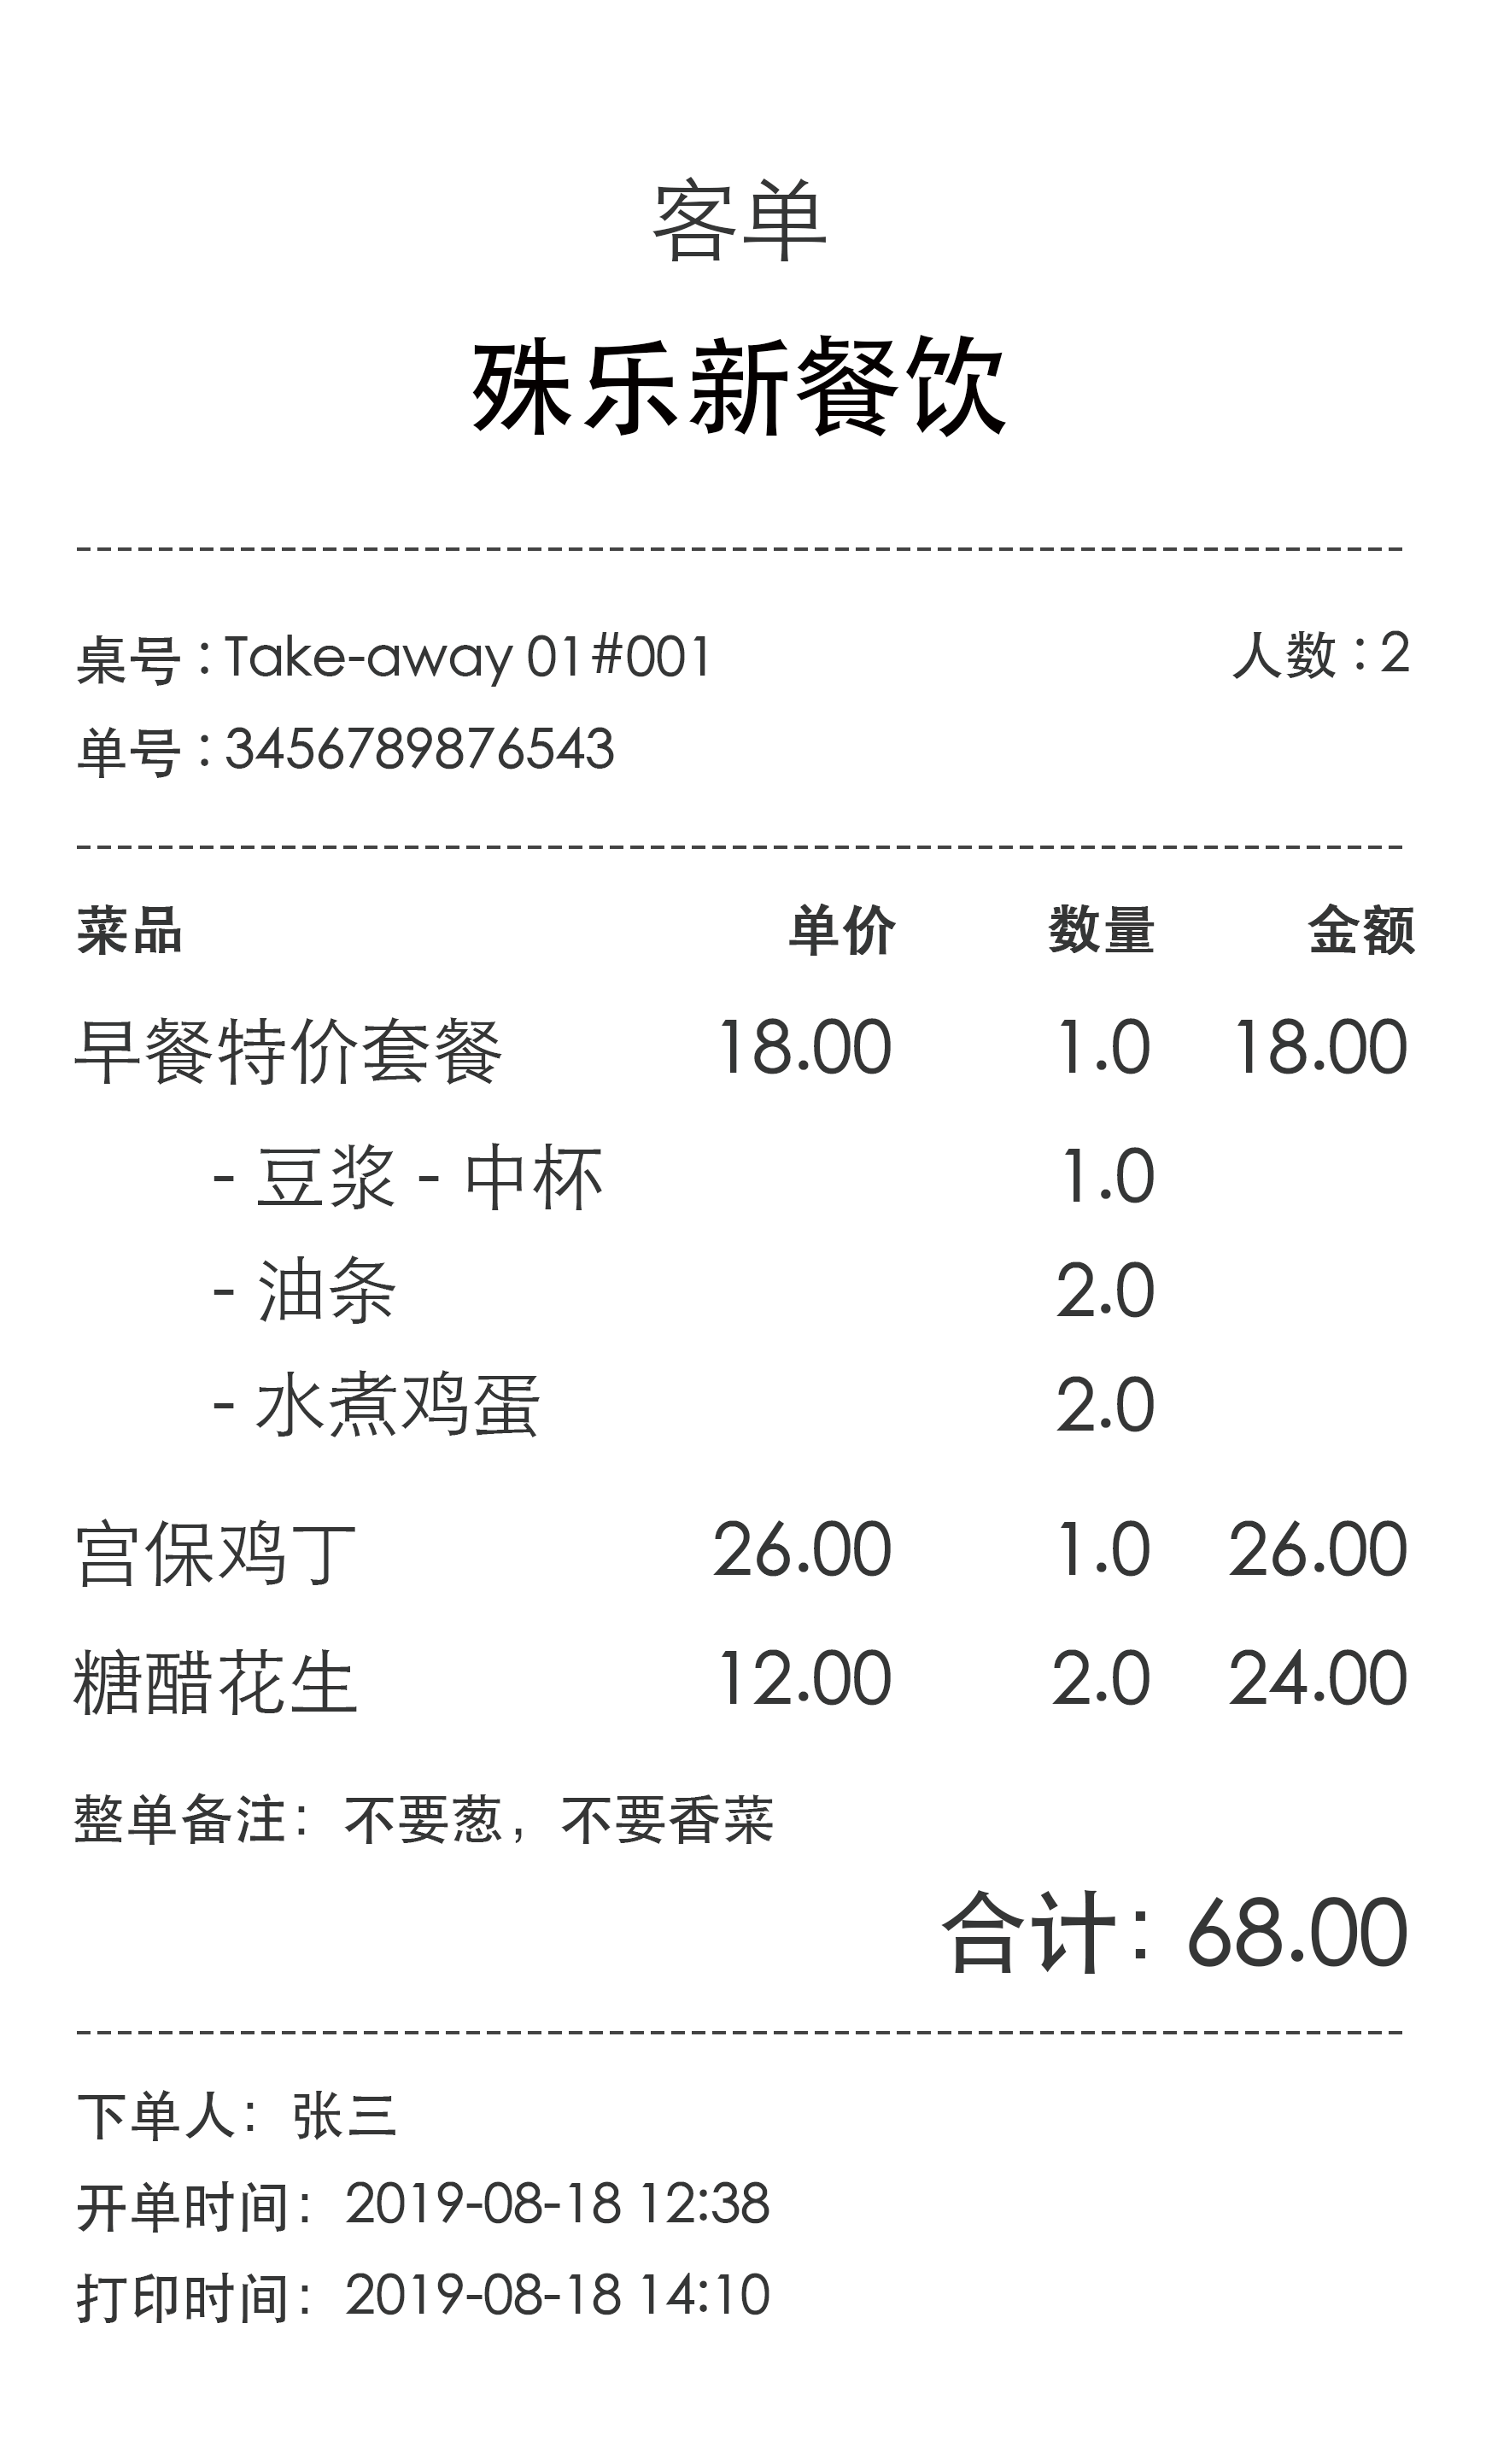 客单
殊乐新餐饮
桌号 : Take-away 01#001 人数 : 2
单号 : 3456789876543
菜品 单价 数量 金额
早餐特价套餐 18.00 1.0 18.00
- 豆浆 - 中杯 1.0
- 油条 2.0
- 水煮鸡蛋 2.0
宫保鸡丁 26.00 1.0 26.00
糖醋花生 12.00 2.0 24.00
整单备注：不要葱，不要香菜
合计：68.00
下单人：张三
开单时间：2019-08-18 12:38
打印时间：2019-08-18 14:10